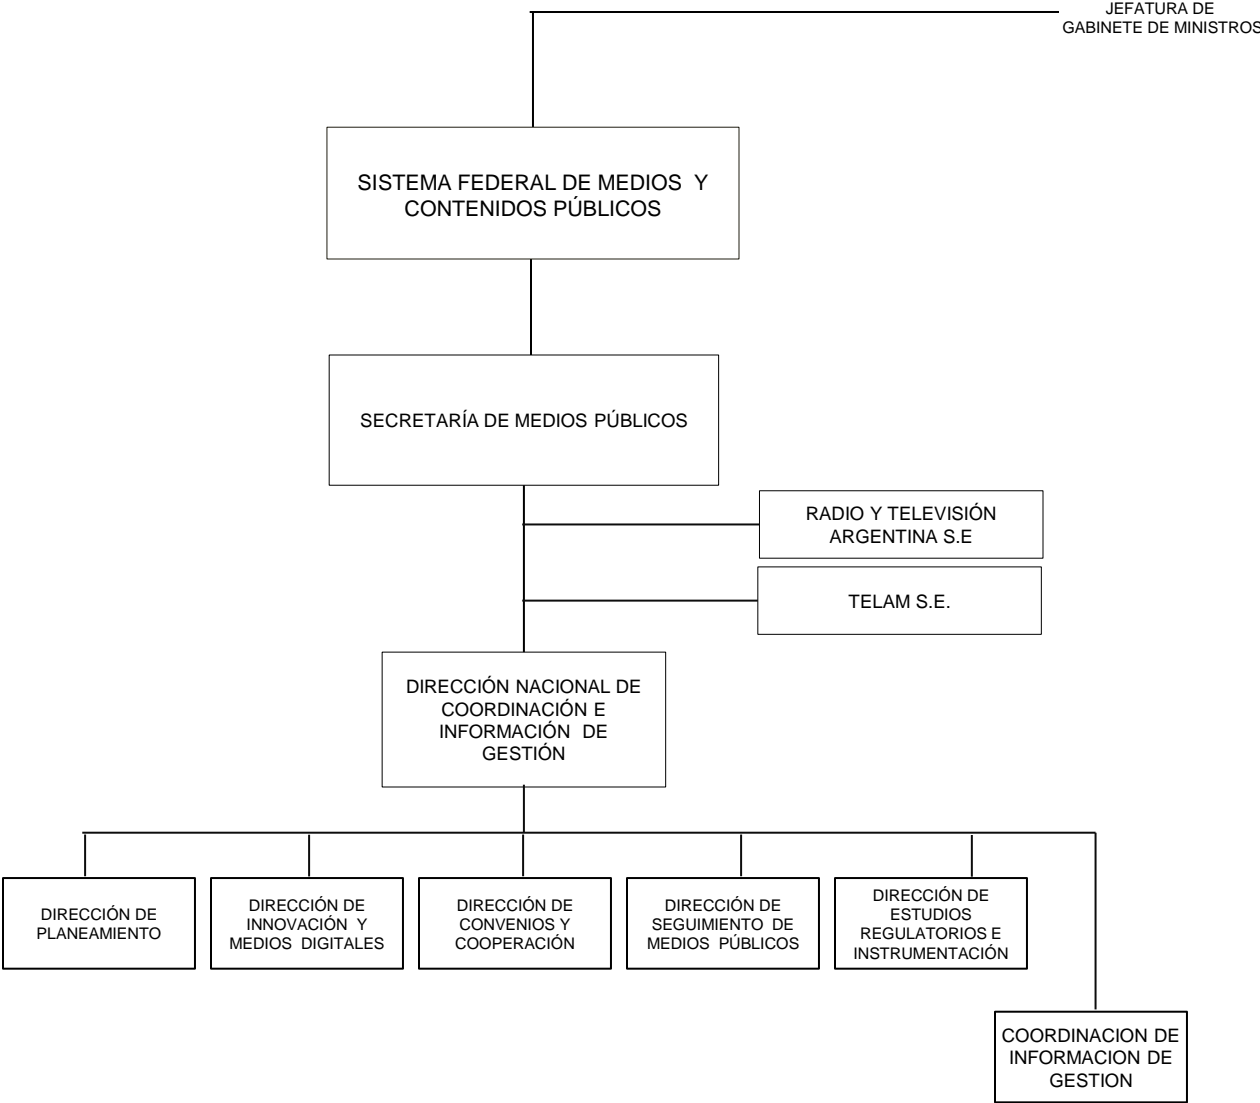 JEFATURA DE
GABINETE DE MINISTROS
SISTEMA FEDERAL DE MEDIOS Y
CONTENIDOS PÚBLICOS
SECRETARÍA DE MEDIOS PÚBLICOS
RADIO Y TELEVISIÓN
ARGENTINA S.E
TELAM S.E.
DIRECCIÓN NACIONAL DE
COORDINACIÓN E
INFORMACIÓN DE
GESTIÓN
DIRECCIÓN DE
PLANEAMIENTO
DIRECCIÓN DE
INNOVACIÓN Y
MEDIOS DIGITALES
DIRECCIÓN DE
CONVENIOS Y
COOPERACIÓN
DIRECCIÓN DE
SEGUIMIENTO DE
MEDIOS PÚBLICOS
DIRECCIÓN DE
ESTUDIOS
REGULATORIOS E
INSTRUMENTACIÓN
COORDINACION DE
INFORMACION DE
GESTION